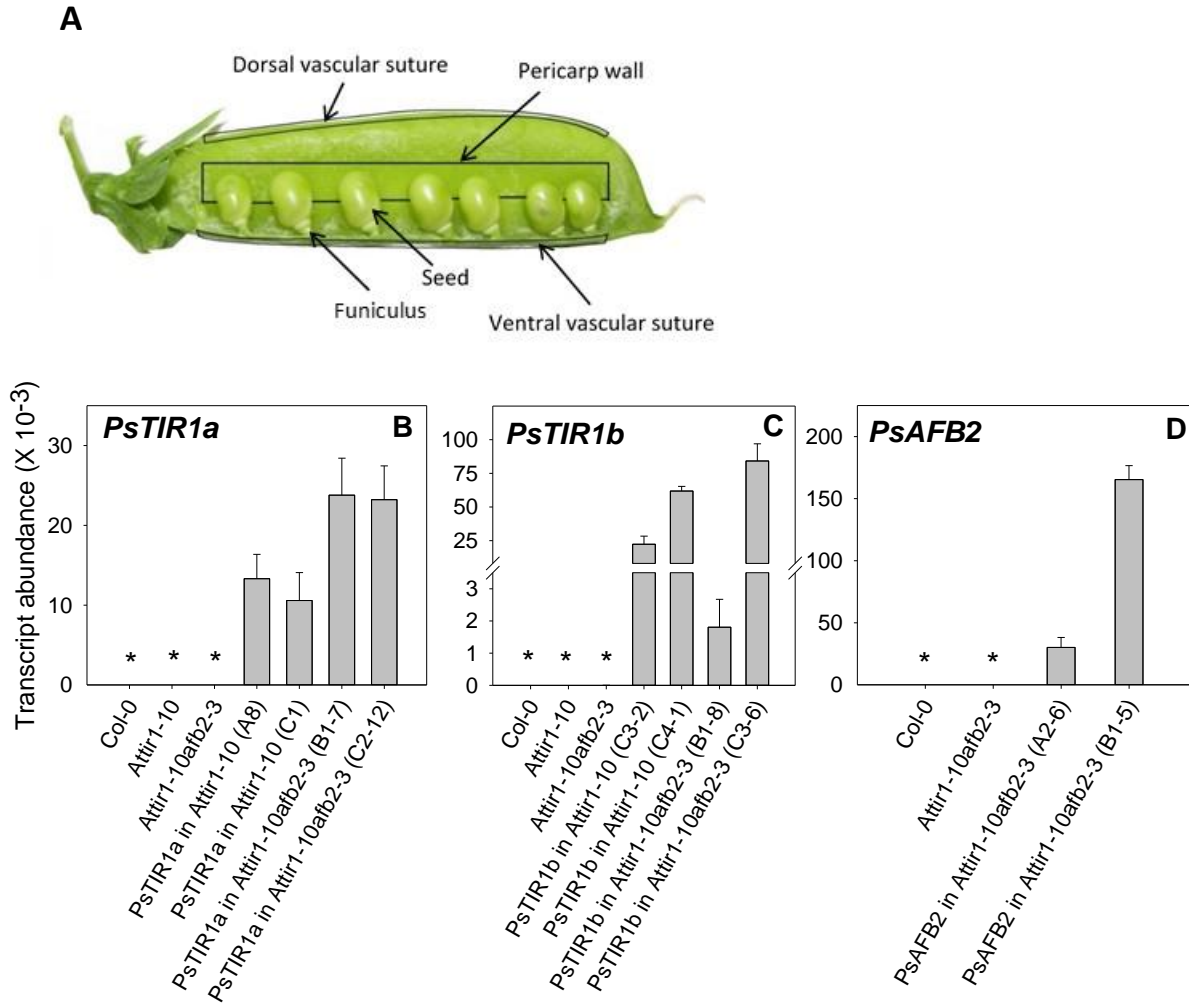 A
Dorsal vascular suture
Pericarp wall
Seed
Funiculus
Ventral vascular suture
Transcript abundance (X 10-3)
PsTIR1a
B
30
20
10
0
* * *
Col-0
Attir1-10
Attir1-10afb2-3
PsTIR1a in Attir1-10 (A8)
PsTIR1a in Attir1-10 (C1)
PsTIR1a in Attir1-10afb2-3 (B1-7)
PsTIR1a in Attir1-10afb2-3 (C2-12)
PsTIR1b
C
100
75
50
25
3
2
1
0
* * *
Col-0
Attir1-10
Attir1-10afb2-3
PsTIR1b in Attir1-10 (C3-2)
PsTIR1b in Attir1-10 (C4-1)
PsTIR1b in Attir1-10afb2-3 (B1-8)
PsTIR1b in Attir1-10afb2-3 (C3-6)
PsAFB2
D
200
150
100
50
0
* *
Col-0
Attir1-10afb2-3
PsAFB2 in Attir1-10afb2-3 (A2-6)
PsAFB2 in Attir1-10afb2-3 (B1-5)